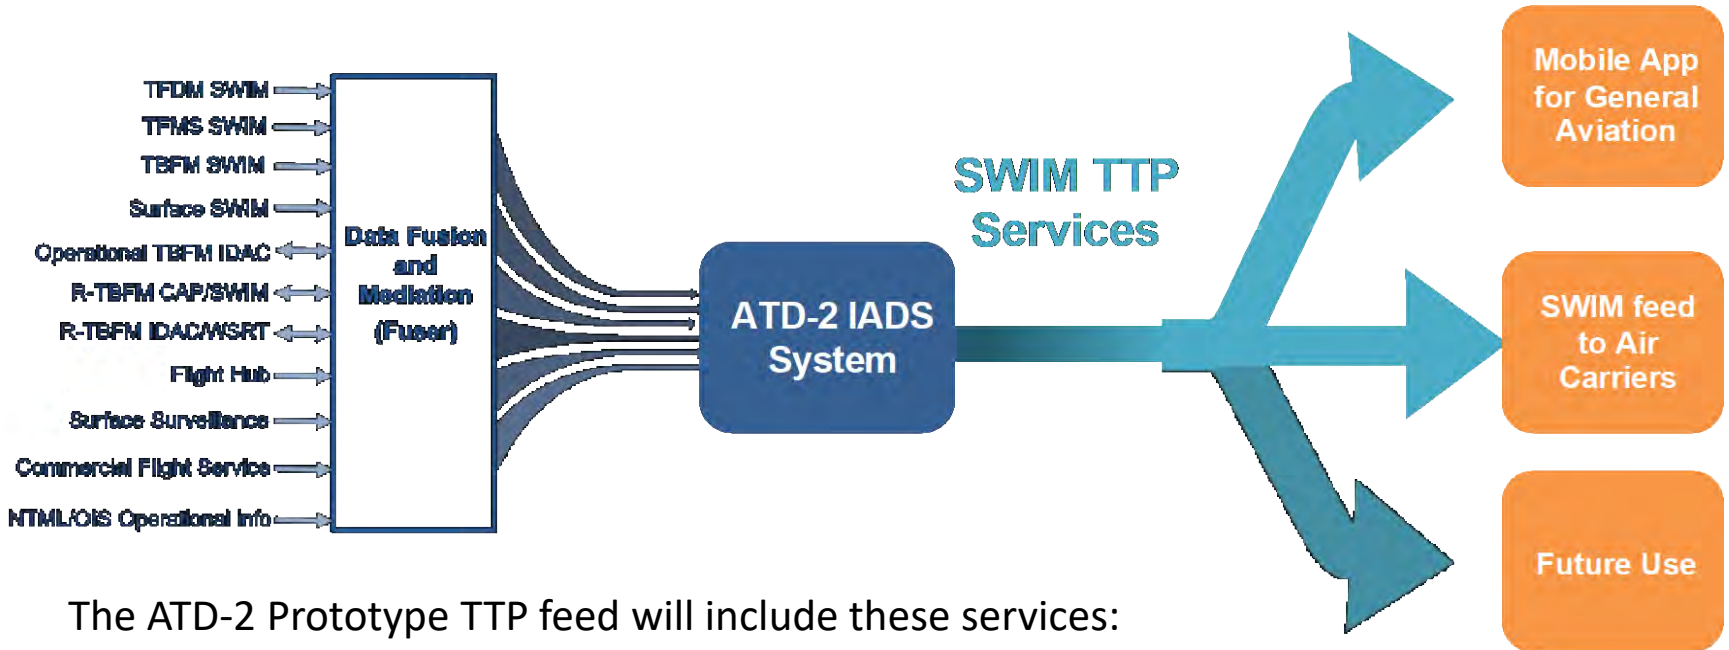 TFDM SWIM
TFMS SWIM
TBFM SWIM
Surface SWIM
Operational TBFM IDAC
R-TBFM CAP/SWIM
R-TBFM IDAC/WSRT
Flight Hub
Surface Surveillance
Commercial Flight Service
NTML/OIS Operational Info
Data Fusion
and
Mediation
(Fuser)
ATD-2 IADS
System
SWIM TTP
Services
Mobile App
for General
Aviation
SWIM feed
to Air
Carriers
Future Use
The ATD-2 Prototype TTP feed will include these services: